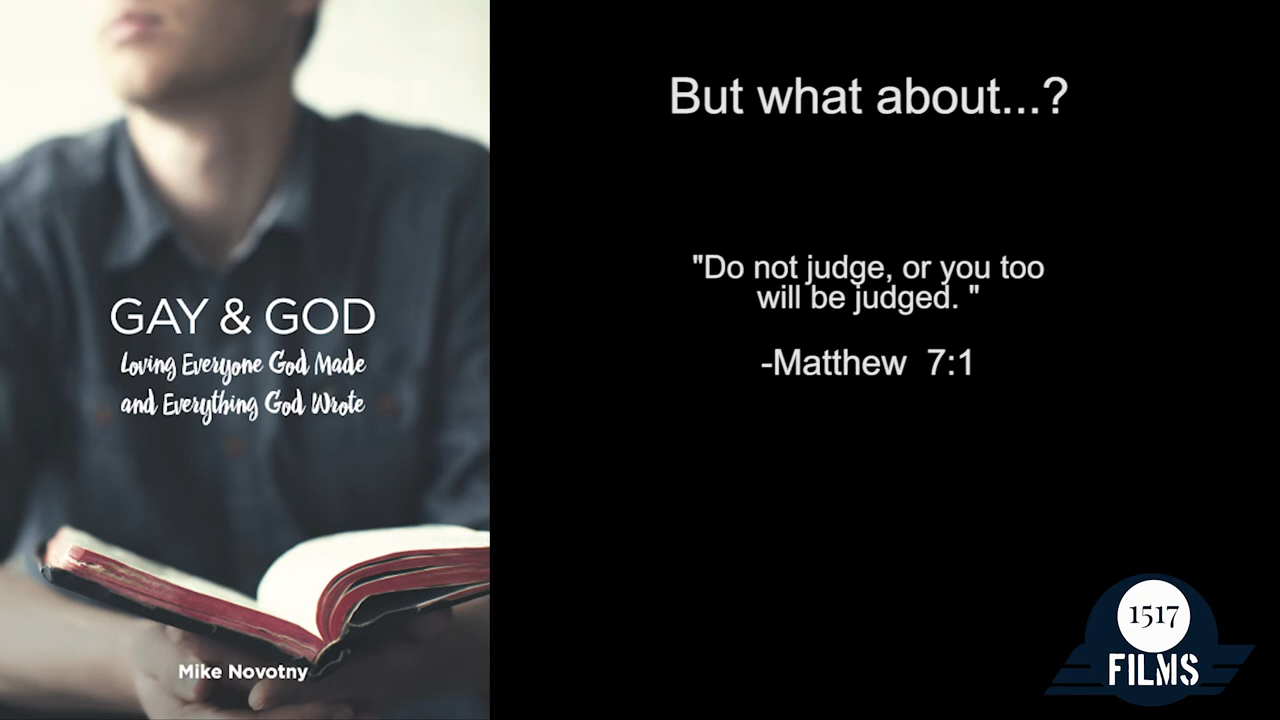 GAY & GOD
Loving Everyone God Made
and Everything God Wrote
Mike Novotny
But what about...?
"Do not judge, or you too
will be judged. "
-Matthew 7:1
1517
FILMS